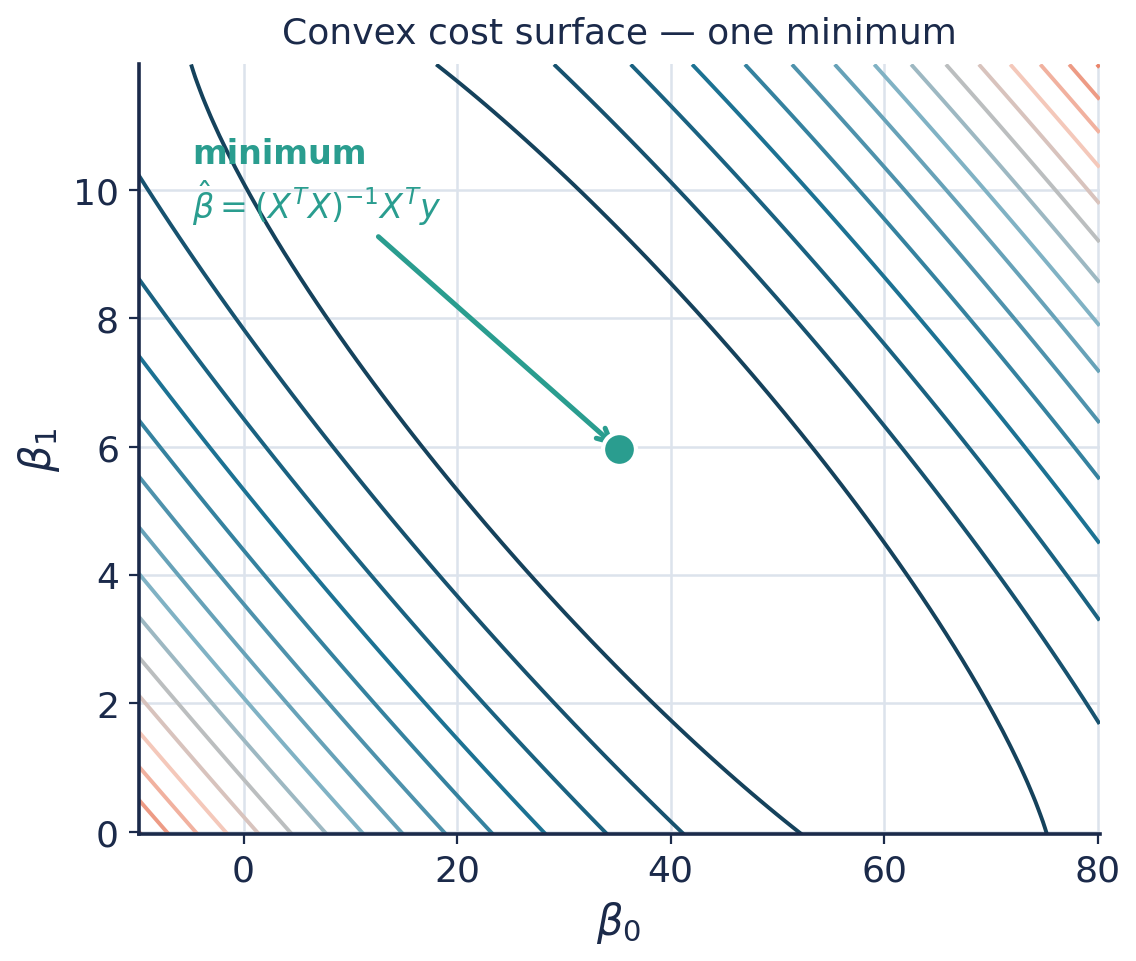 Convex cost surface — one minimum
minimum
β̂ = (XᵀX)⁻¹Xᵀy
10
8
6
4
2
0
β₁
0 20 40 60 80
β₀